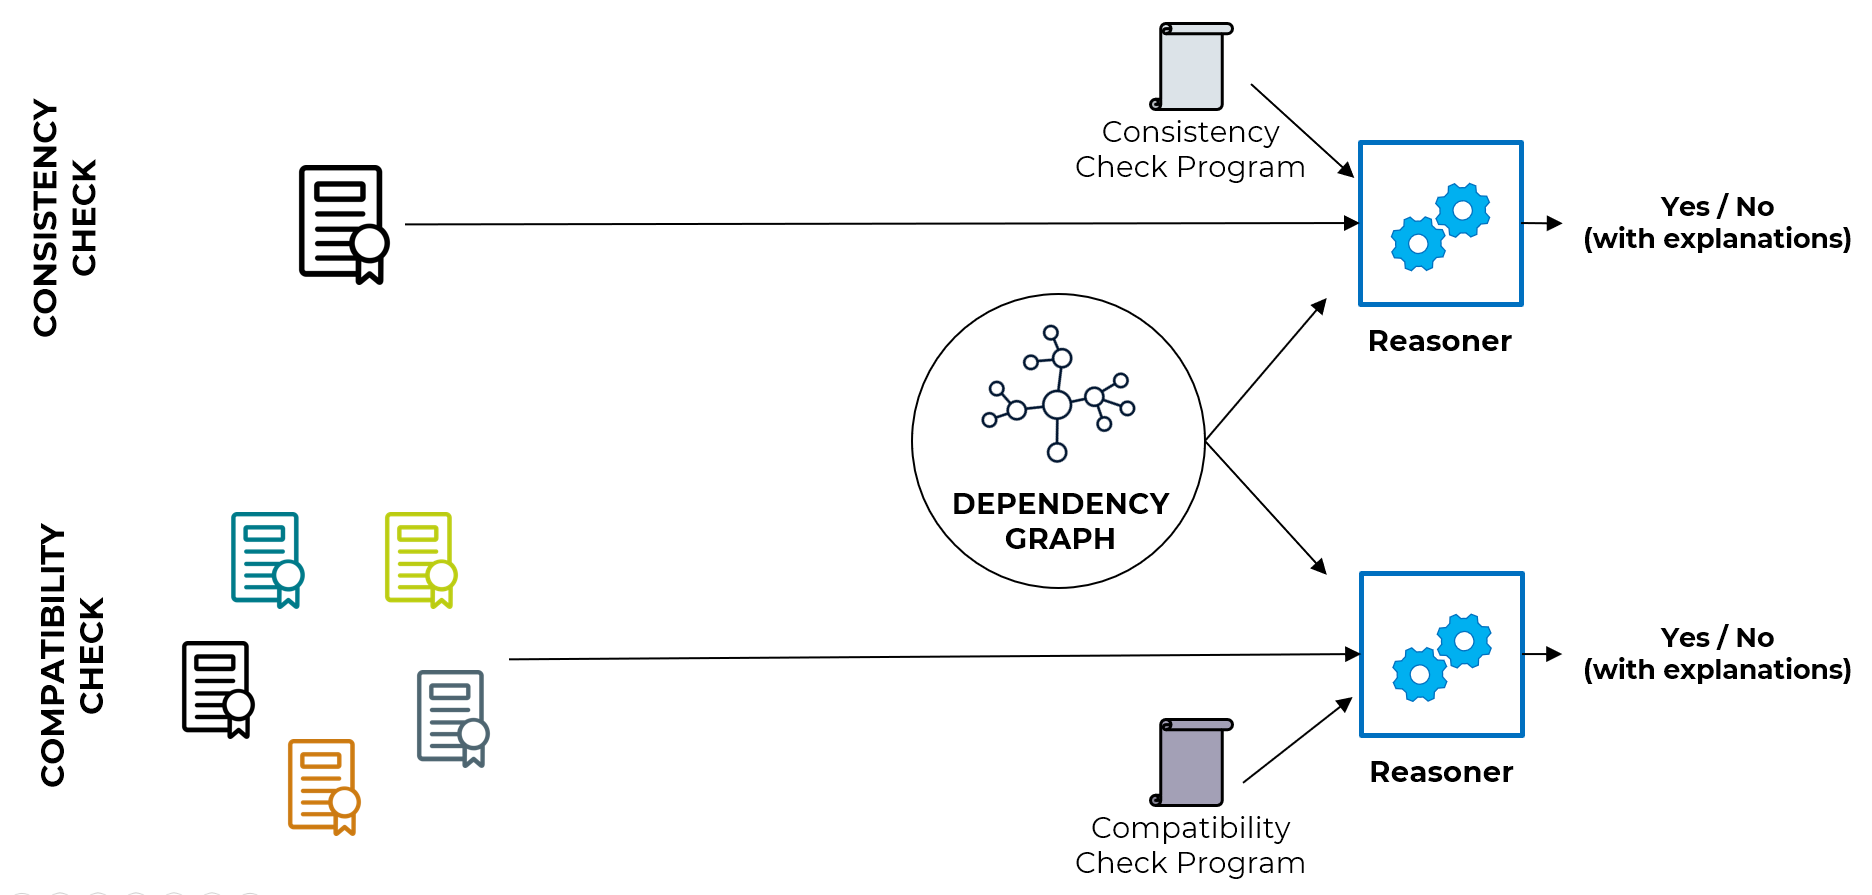 CONSISTENCY
CHECK
Consistency
Check Program
Reasoner
Yes / No
(with explanations)
DEPENDENCY
GRAPH
COMPATIBILITY
CHECK
Compatibility
Check Program
Reasoner
Yes / No
(with explanations)